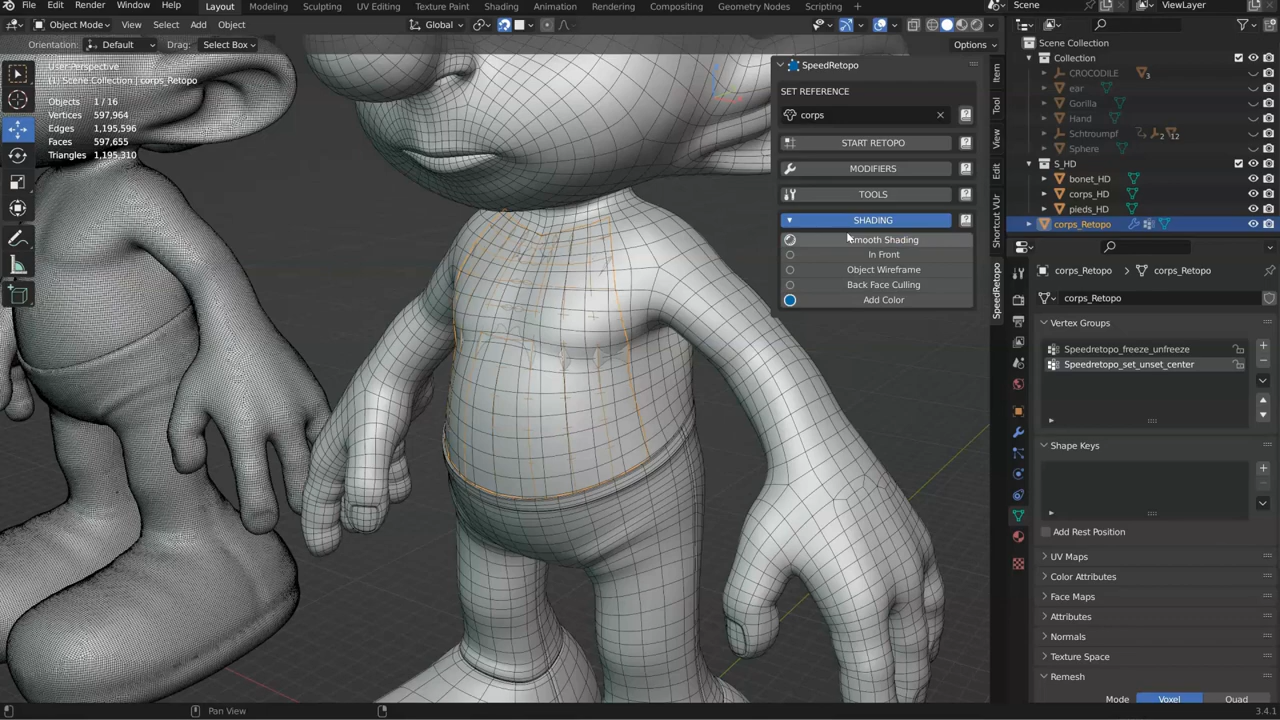 File Edit Render Window Help Layout Modeling Sculpting UV Editing Texture Paint Shading Animation Rendering Compositing Geometry Nodes Scripting Scene ViewLayer
Object Mode View Select Add Object Global
Orientation: Default Drag: Select Box Options
User Perspective
Scene Collection | corps_Retopo
Objects 1 / 16
Vertices 597,964
Edges 1,195,596
Faces 597,655
Triangles 1,195,310
SpeedRetopo
SET REFERENCE
corps
START RETOPO
MODIFIERS
TOOLS
SHADING
Smooth Shading
In Front
Object Wireframe
Back Face Culling
Add Color
Item
Tool
View
Edit
Shortcut VUr
SpeedRetopo
Scene Collection
Collection
CROCODILE 3
ear
Gorilla
Hand
Schtroumpf 2 12
Sphere
S_HD
bonet_HD
corps_HD
pieds_HD
corps_Retopo
corps_Retopo corps_Retopo
corps_Retopo
Vertex Groups
Speedretopo_freeze_unfreeze
Speedretopo_set_unset_center
Shape Keys
Add Rest Position
UV Maps
Color Attributes
Face Maps
Attributes
Normals
Texture Space
Remesh
Mode Voxel Quad
Pan View
3.4.1